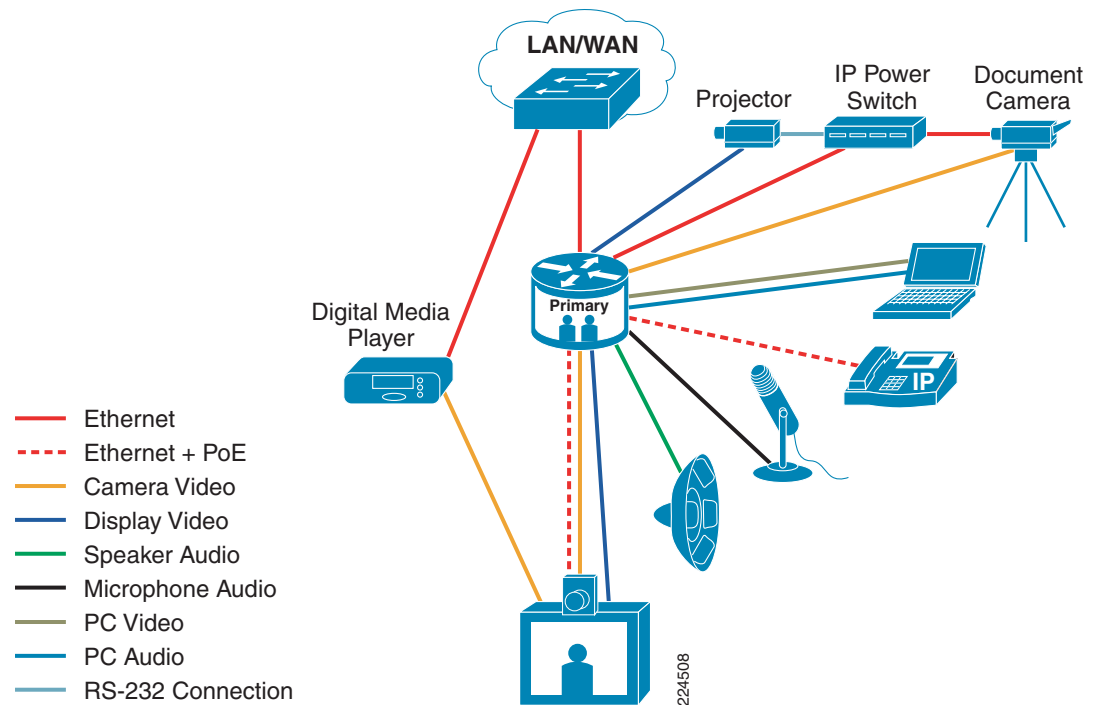 LAN/WAN
Projector
IP Power
Switch
Document
Camera
Primary
Digital Media
Player
IP
Ethernet
Ethernet + PoE
Camera Video
Display Video
Speaker Audio
Microphone Audio
PC Video
PC Audio
RS-232 Connection
224508